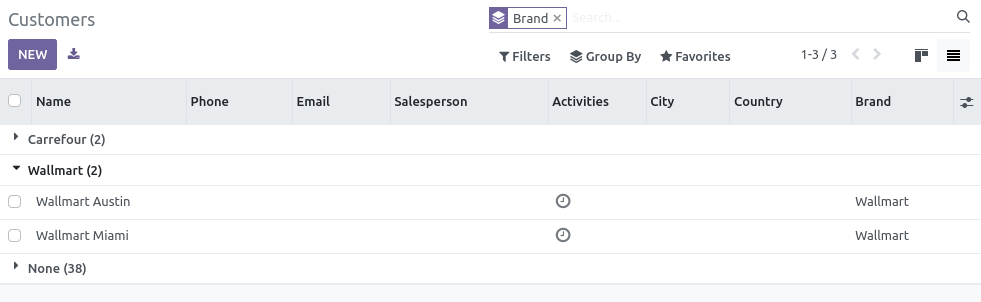 Customers
Brand × Search...
NEW
Filters Group By Favorites 1-3 / 3
Name Phone Email Salesperson Activities City Country Brand
Carrefour (2)
Wallmart (2)
Wallmart Austin Wallmart
Wallmart Miami Wallmart
None (38)